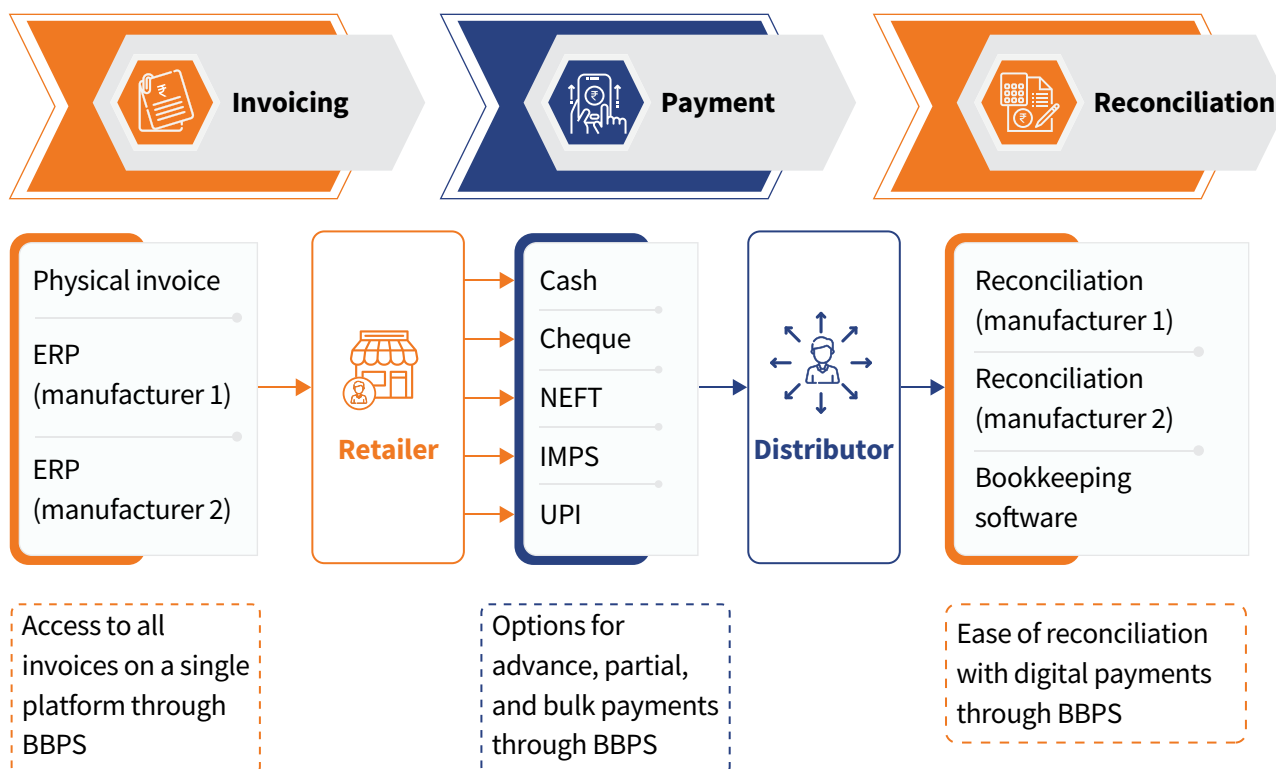 Invoicing
Payment
Reconciliation
Physical invoice
ERP
(manufacturer 1)
ERP
(manufacturer 2)
Retailer
Cash
Cheque
NEFT
IMPS
UPI
Distributor
Reconciliation
(manufacturer 1)
Reconciliation
(manufacturer 2)
Bookkeeping
software
Access to all
invoices on a single
platform through
BBPS
Options for
advance, partial,
and bulk payments
through BBPS
Ease of reconciliation
with digital payments
through BBPS